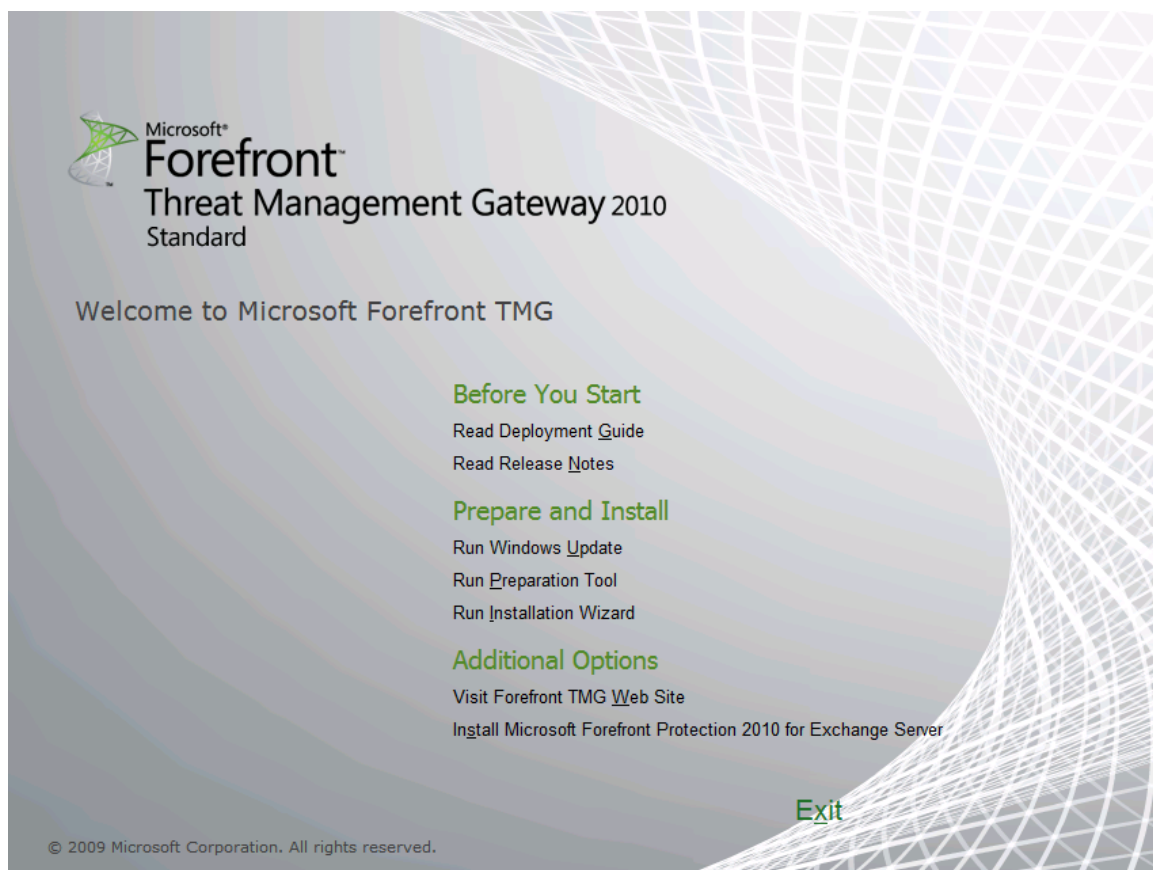 Microsoft®
Forefront™
Threat Management Gateway 2010
Standard
Welcome to Microsoft Forefront TMG
Before You Start
Read Deployment Guide
Read Release Notes
Prepare and Install
Run Windows Update
Run Preparation Tool
Run Installation Wizard
Additional Options
Visit Forefront TMG Web Site
Install Microsoft Forefront Protection 2010 for Exchange Server
Exit
© 2009 Microsoft Corporation. All rights reserved.